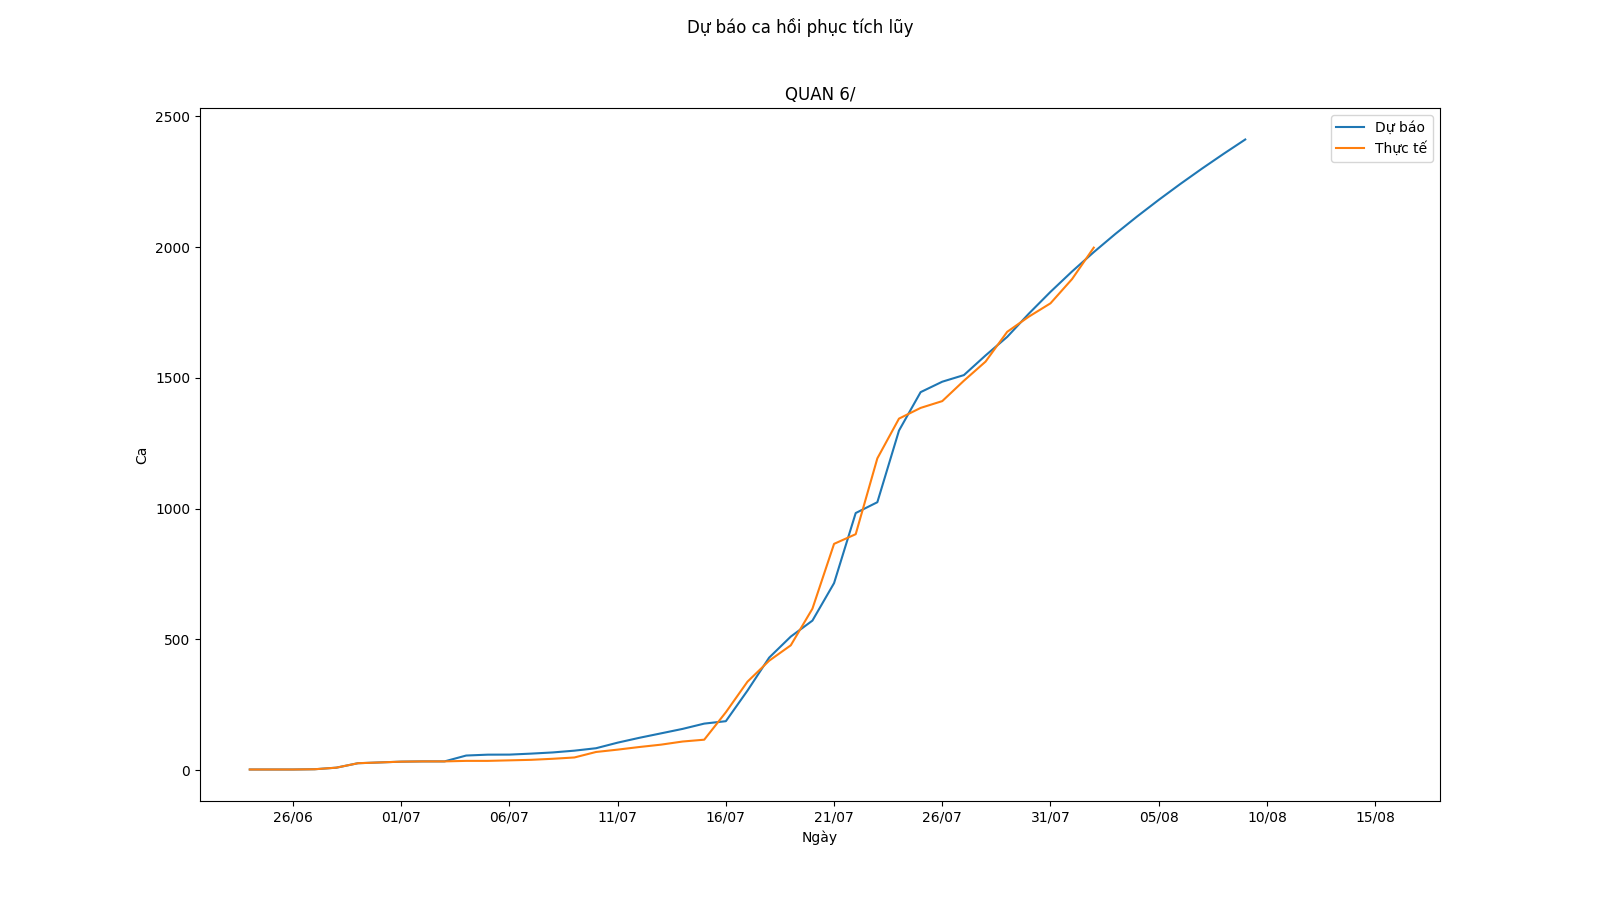 Dự báo ca hồi phục tích lũy
QUAN 6/
2500
2000
1500
1000
500
0
Ca
Dự báo
Thực tế
26/06 01/07 06/07 11/07 16/07 21/07 26/07 31/07 05/08 10/08 15/08
Ngày